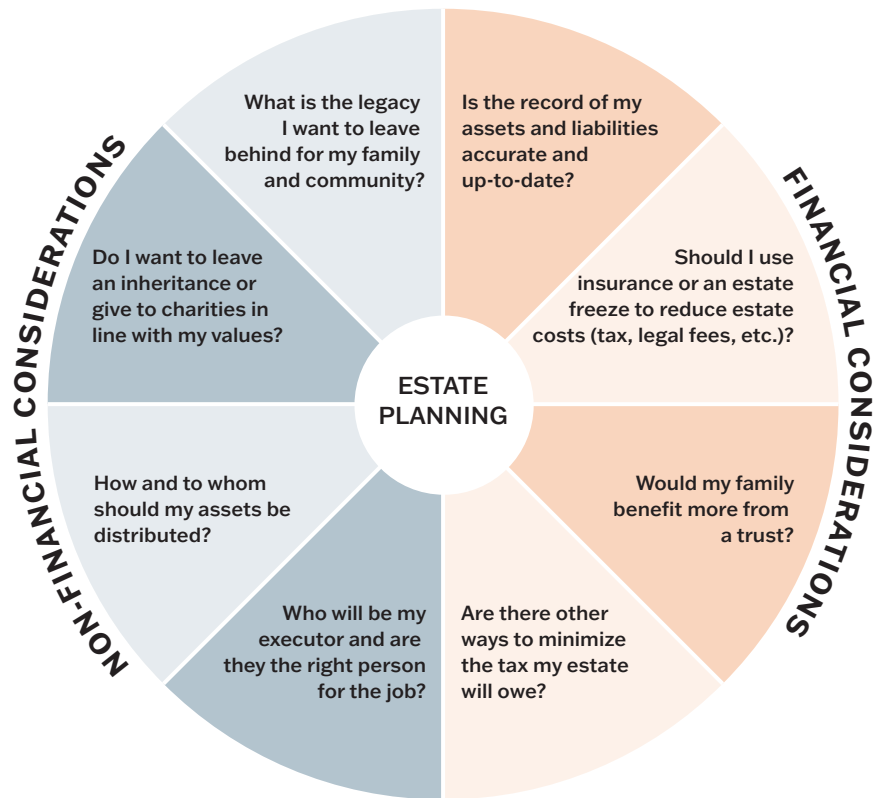 What is the legacy
I want to leave
behind for my family
and community?
Is the record of my
assets and liabilities
accurate and
up-to-date?
NON-FINANCIAL CONSIDERATIONS
FINANCIAL CONSIDERATIONS
Do I want to leave
an inheritance or
give to charities in
line with my values?
Should I use
insurance or an estate
freeze to reduce estate
costs (tax, legal fees, etc.)?
ESTATE
PLANNING
How and to whom
should my assets be
distributed?
Would my family
benefit more from
a trust?
Who will be my
executor and are
they the right person
for the job?
Are there other
ways to minimize
the tax my estate
will owe?